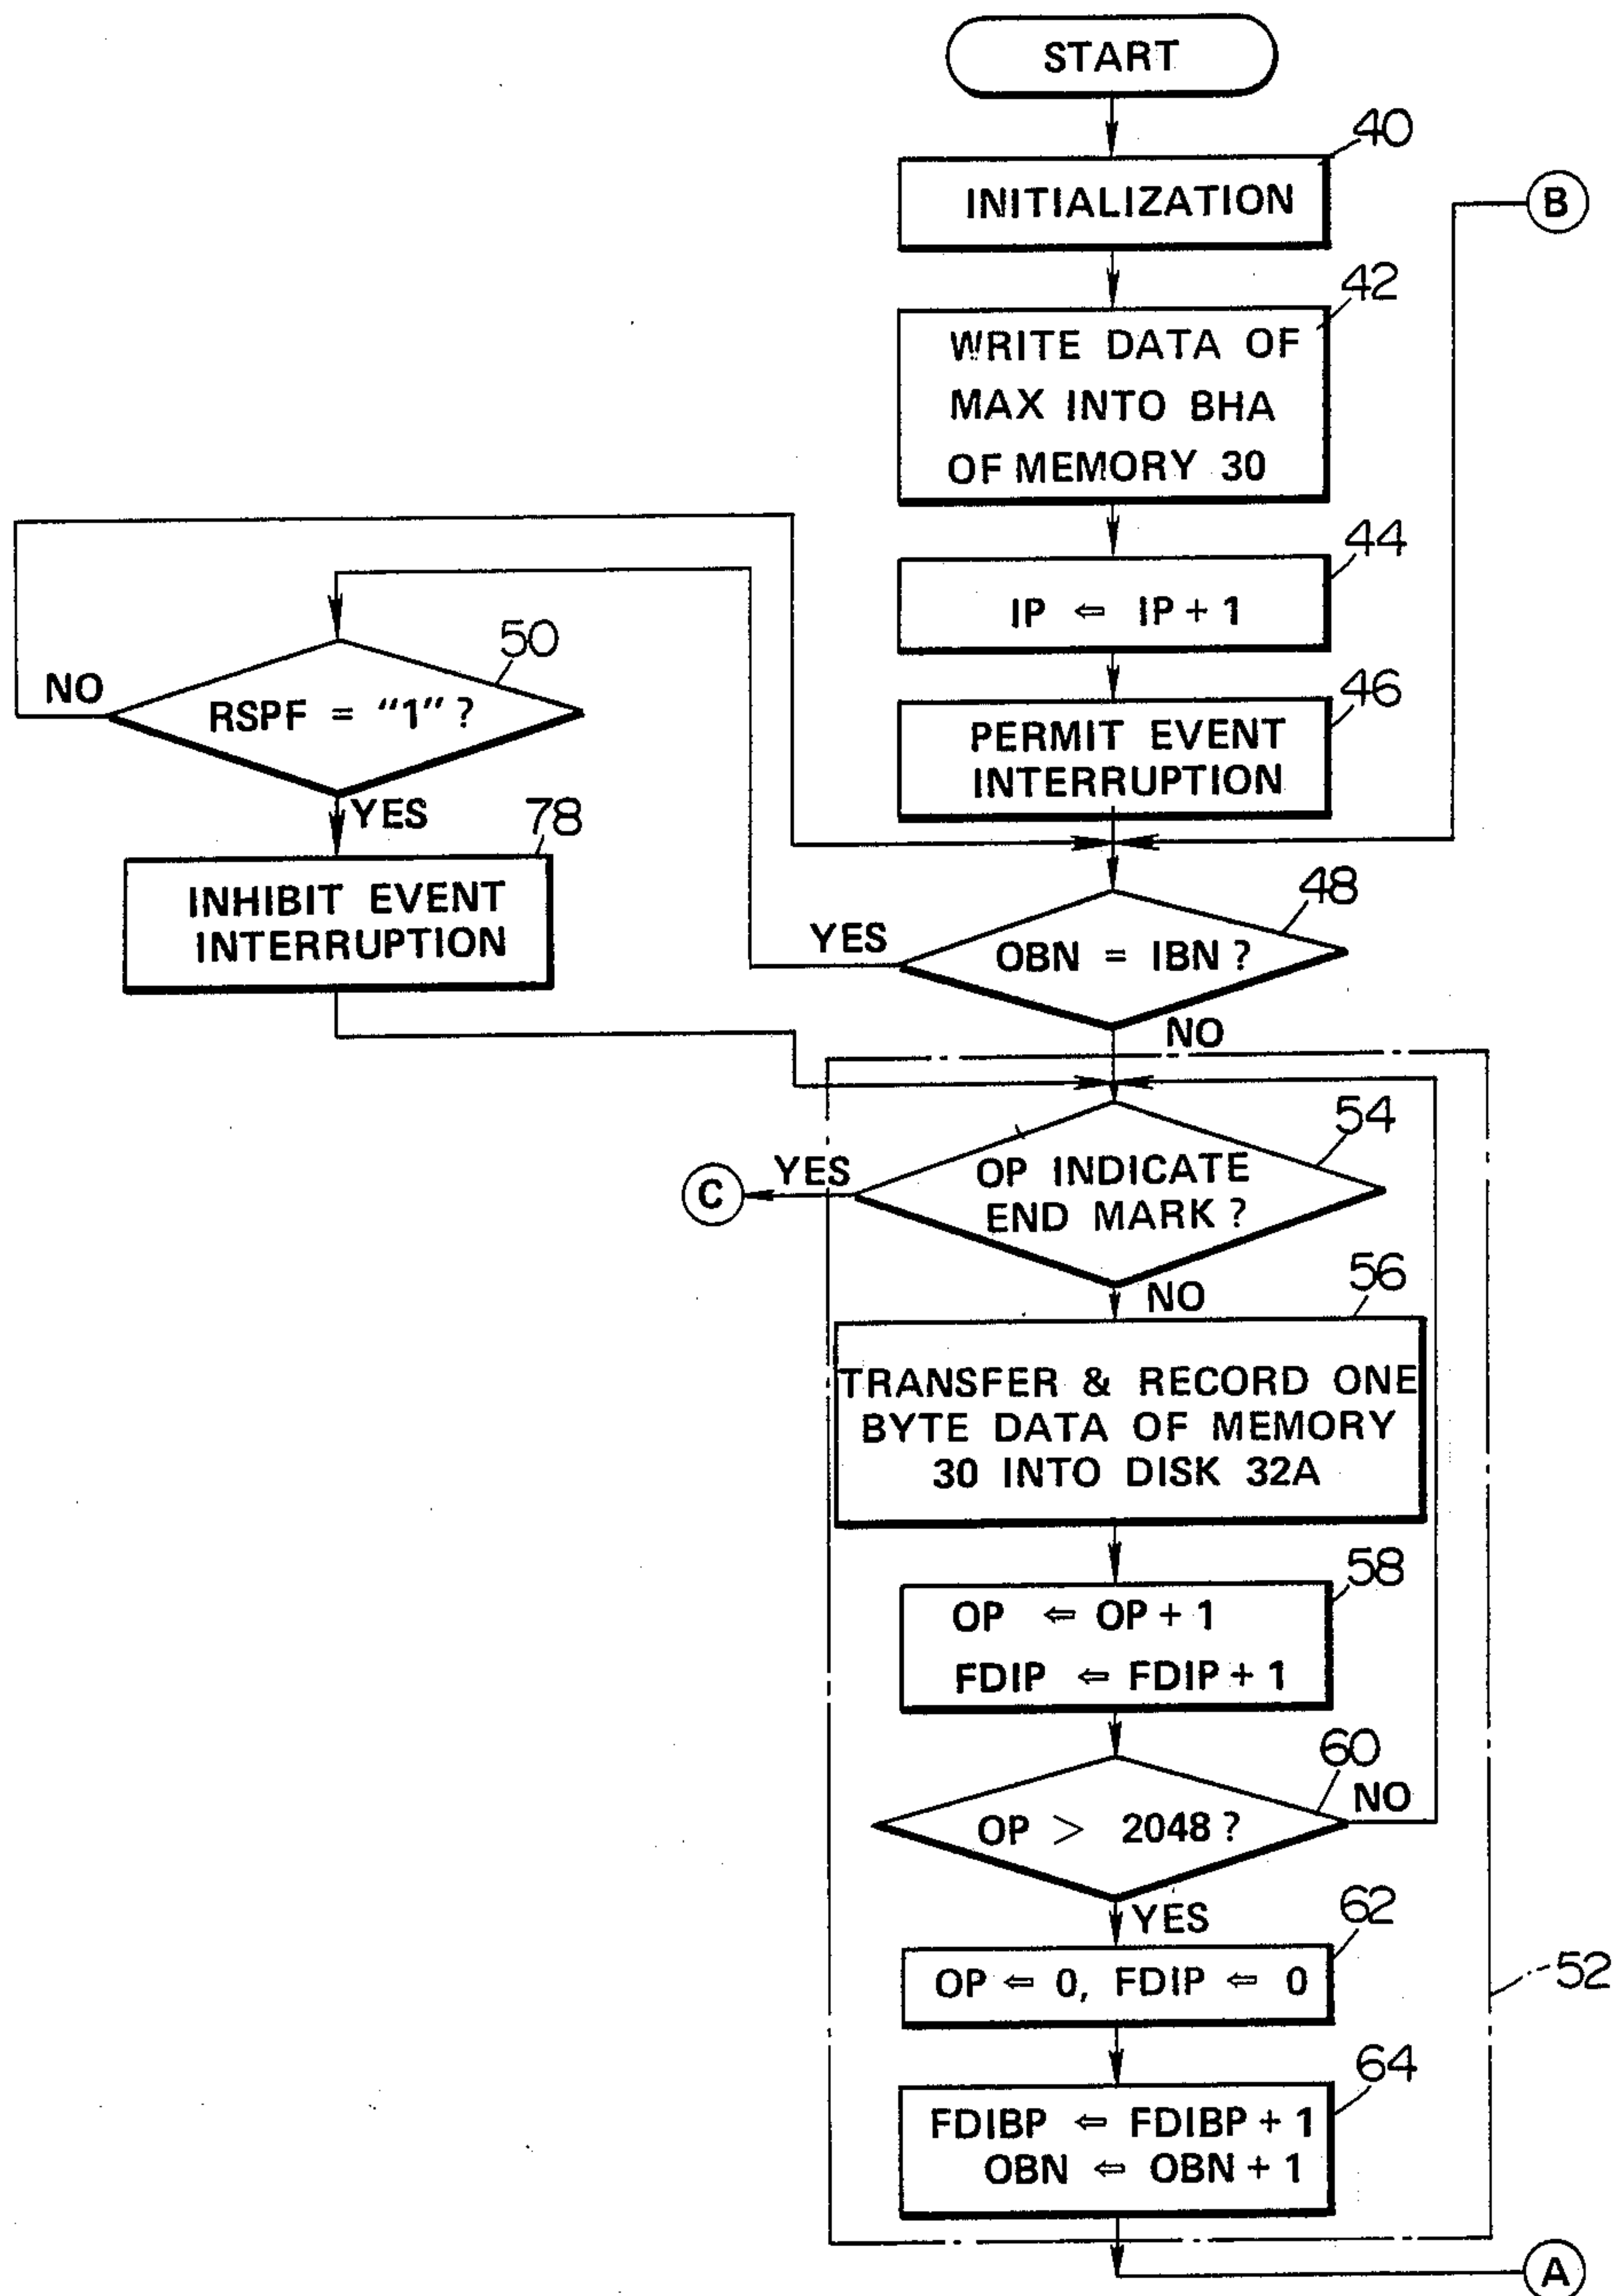 START
40
INITIALIZATION
B
42
WRITE DATA OF
MAX INTO BHA
OF MEMORY 30
44
IP ⇐ IP + 1
50
NO
RSPF = “1” ?
46
PERMIT EVENT
INTERRUPTION
YES
78
INHIBIT EVENT
INTERRUPTION
48
YES
OBN = IBN ?
NO
54
C
YES
OP INDICATE
END MARK ?
56
NO
TRANSFER & RECORD ONE
BYTE DATA OF MEMORY
30 INTO DISK 32A
58
OP ⇐ OP + 1
FDIP ⇐ FDIP + 1
60
NO
OP > 2048 ?
YES
62
OP ⇐ 0, FDIP ⇐ 0
52
64
FDIBP ⇐ FDIBP + 1
OBN ⇐ OBN + 1
A